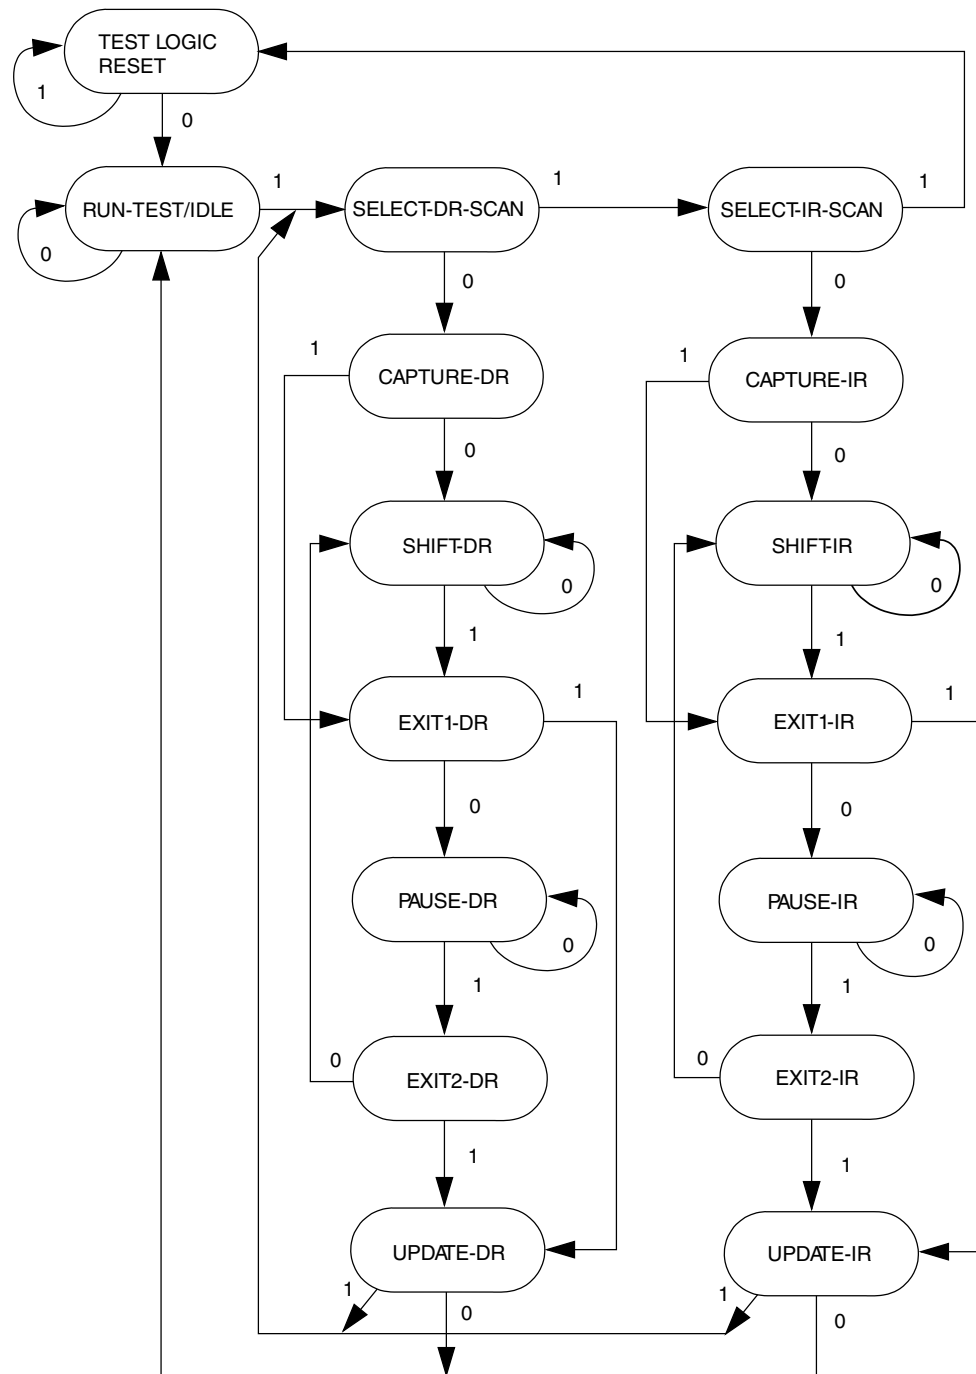 TEST LOGIC
RESET
1
0
RUN-TEST/IDLE
0
1
SELECT-DR-SCAN
1
SELECT-IR-SCAN
1
0
0
1
CAPTURE-DR
1
CAPTURE-IR
0
0
SHIFT-DR
0
SHIFT-IR
0
1
1
EXIT1-DR
1
EXIT1-IR
1
0
0
PAUSE-DR
0
PAUSE-IR
0
1
1
0
EXIT2-DR
0
EXIT2-IR
1
1
UPDATE-DR
UPDATE-IR
1
0
1
0